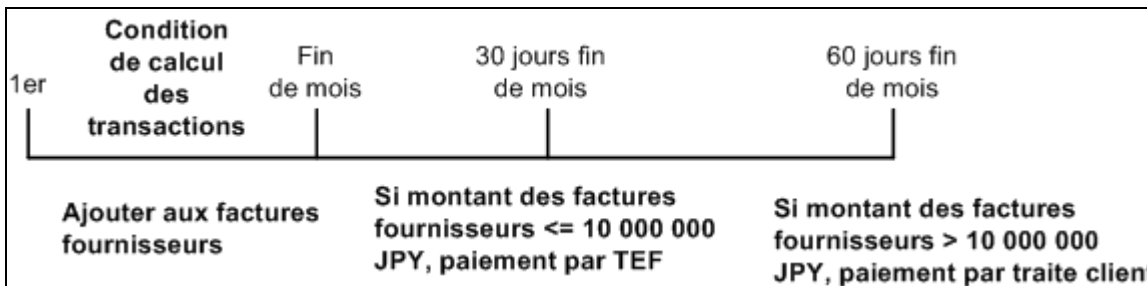 1er
Condition
de calcul
des
transactions
Fin
de mois
30 jours fin
de mois
60 jours fin
de mois
Ajouter aux factures
fournisseurs
Si montant des factures
fournisseurs <= 10 000 000
JPY, paiement par TEF
Si montant des factures
fournisseurs > 10 000 000
JPY, paiement par traite client